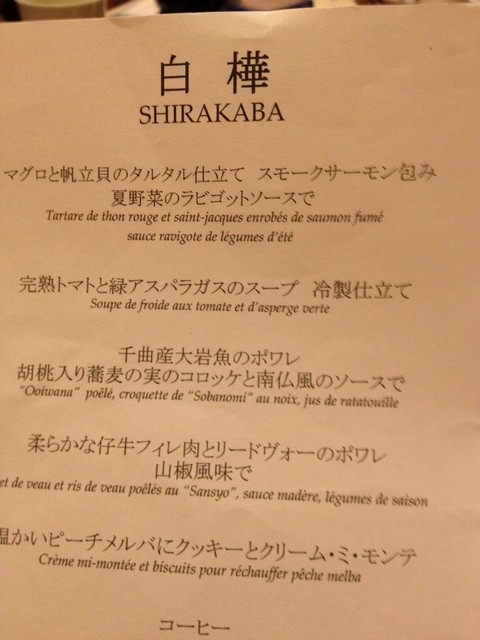 白 樺
SHIRAKABA
マグロと帆立貝のタルタル仕立て スモークサーモン包み
夏野菜のラビゴットソースで
Tartare de thon rouge et saint-jacques enrobés de saumon fumé
sauce ravigote de légumes d'été
完熟トマトと緑アスパラガスのスープ 冷製仕立て
Soupe de froide aux tomate et d'asperge verte
千曲産大岩魚のポワレ
胡桃入り蕎麦の実のコロッケと南仏風のソースで
"Ooiwana" poêlé, croquette de "Sobanomi" au noix, jus de ratatouille
柔らかな仔牛フィレ肉とリードヴォーのポワレ
山椒風味で
et de veau et ris de veau poêlés au "Sansyo", sauce madère, légumes de saison
温かいピーチメルバにクッキーとクリーム・ミ・モンテ
Crème mi-montée et biscuits pour réchauffer pêche melba
コーヒー